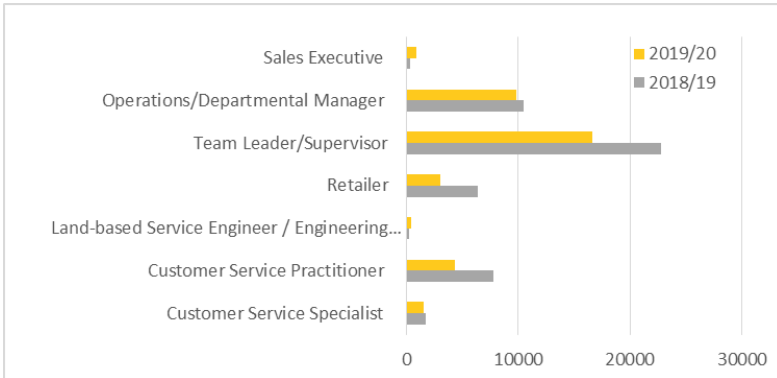 Sales Executive
2019/20
2018/19
Operations/Departmental Manager
Team Leader/Supervisor
Retailer
Land-based Service Engineer / Engineering...
Customer Service Practitioner
Customer Service Specialist
0 10000 20000 30000